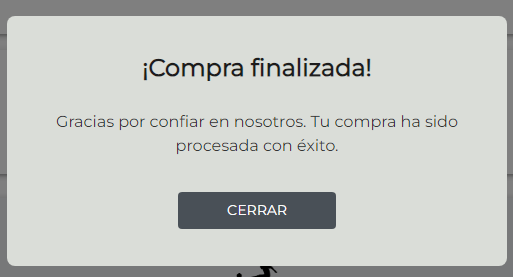 ¡Compra finalizada!
Gracias por confiar en nosotros. Tu compra ha sido
procesada con éxito.
CERRAR